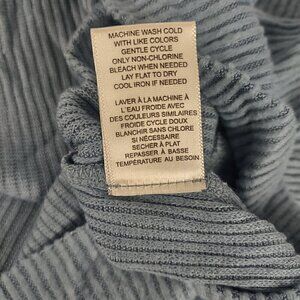 MACHINE WASH COLD
WITH LIKE COLORS
GENTLE CYCLE
ONLY NON-CHLORINE
BLEACH WHEN NEEDED
LAY FLAT TO DRY
COOL IRON IF NEEDED
LAVER À LA MACHINE À
L'EAU FROIDE AVEC
DES COULEURS SIMILAIRES
FROIDE CYCLE DOUX
BLANCHIR SANS CHLORE
SI NÉCESSAIRE
SÉCHER À PLAT
REPASSER À BASSE
TEMPÉRATURE AU BESOIN